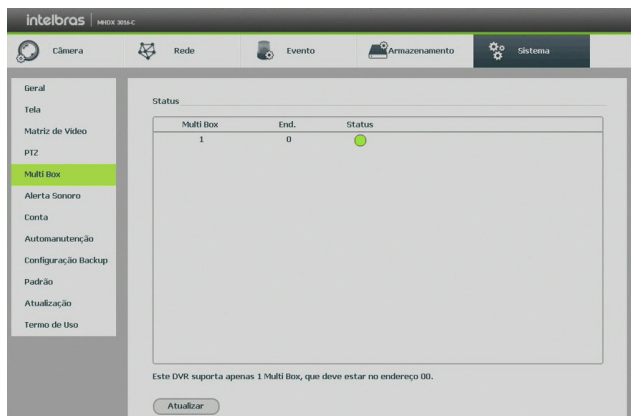 intelbras | MHDX 3016-C
Câmera
Rede
Evento
Armazenamento
Sistema
Geral
Tela
Matriz de Vídeo
PTZ
Multi Box
Alerta Sonoro
Conta
Automanutenção
Configuração Backup
Padrão
Atualização
Termo de Uso
Status
Multi Box End. Status
1 0
Este DVR suporta apenas 1 Multi Box, que deve estar no endereço 00.
Atualizar